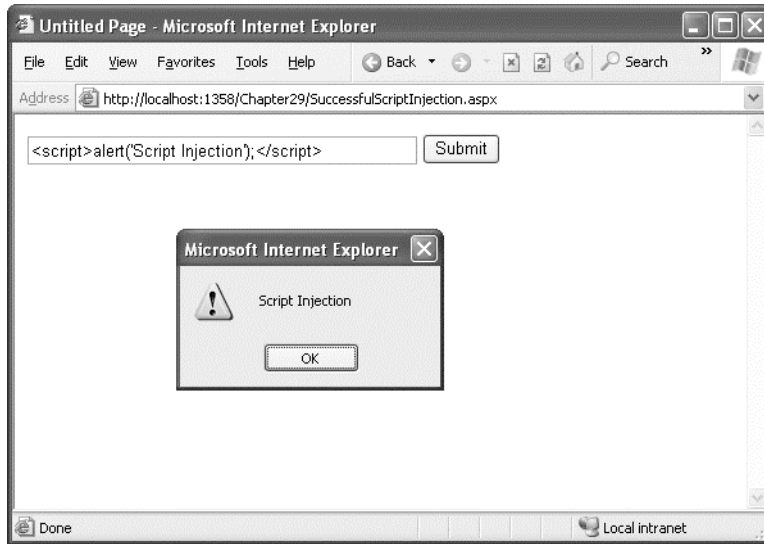 Untitled Page - Microsoft Internet Explorer
File Edit View Favorites Tools Help Back Search »
Address http://localhost:1358/Chapter29/SuccessfulScriptInjection.aspx
<script>alert('Script Injection');</script> Submit
Microsoft Internet Explorer
Script Injection
OK
Done Local intranet